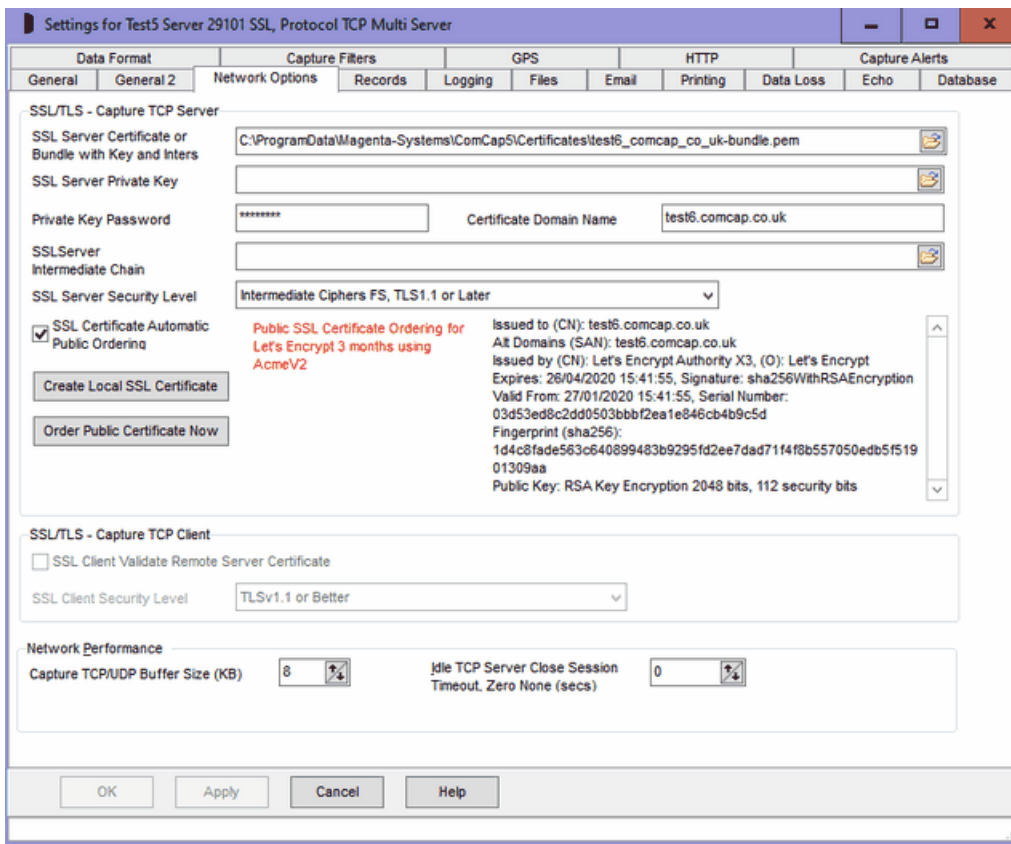 Settings for Test5 Server 29101 SSL, Protocol TCP Multi Server
Data Format Capture Filters GPS HTTP Capture Alerts
General General 2 Network Options Records Logging Files Email Printing Data Loss Echo Database
SSL/TLS - Capture TCP Server
SSL Server Certificate or
Bundle with Key and Inters
C:\ProgramData\Magenta-Systems\ComCap5\Certificates\test6_comcap_co_uk-bundle.pem
SSL Server Private Key
Private Key Password ******** Certificate Domain Name test6.comcap.co.uk
SSLServer
Intermediate Chain
SSL Server Security Level Intermediate Ciphers FS, TLS1.1 or Later
SSL Certificate Automatic
Public Ordering
Public SSL Certificate Ordering for
Let's Encrypt 3 months using
AcmeV2
Create Local SSL Certificate
Order Public Certificate Now
Issued to (CN): test6.comcap.co.uk
Alt Domains (SAN): test6.comcap.co.uk
Issued by (CN): Let's Encrypt Authority X3, (O): Let's Encrypt
Expires: 26/04/2020 15:41:55, Signature: sha256WithRSAEncryption
Valid From: 27/01/2020 15:41:55, Serial Number:
03d53ed8c2dd0503bbbf2ea1e846cb4b9c5d
Fingerprint (sha256):
1d4c8fade563c640899483b9295fd2ee7dad71f4f8b557050edb5f519
01309aa
Public Key: RSA Key Encryption 2048 bits, 112 security bits
SSL/TLS - Capture TCP Client
SSL Client Validate Remote Server Certificate
SSL Client Security Level TLSv1.1 or Better
Network Performance
Capture TCP/UDP Buffer Size (KB) 8
Idle TCP Server Close Session
Timeout, Zero None (secs)
0
OK Apply Cancel Help